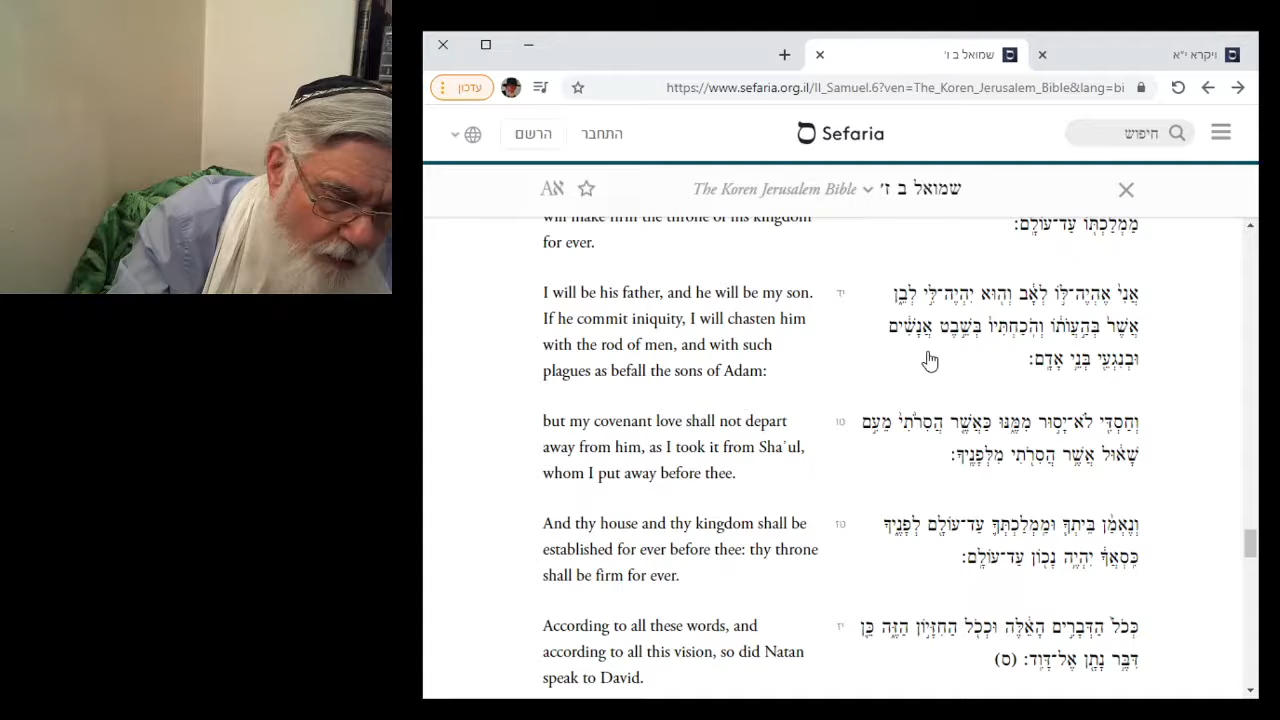 שמואל ב ו׳
ויקרא י״א
עדכון
https://www.sefaria.org.il/II_Samuel.6?ven=The_Koren_Jerusalem_Bible&lang=bi
הרשם
התחבר
Sefaria
חיפוש
The Koren Jerusalem Bible
שמואל ב ז׳
will make firm the throne of his kingdom
for ever.
מַמְלַכְתּ֖וֹ עַד־עוֹלָֽם׃
I will be his father, and he will be my son.
If he commit iniquity, I will chasten him
with the rod of men, and with such
plagues as befall the sons of Adam:
יד
אֲנִי֙ אֶהְיֶה־לּ֣וֹ לְאָ֔ב וְה֖וּא יִהְיֶה־לִּ֣י לְבֵ֑ן
אֲשֶׁר֙ בְּהַ֣עֲוֺת֔וֹ וְהֹֽכַחְתִּיו֙ בְּשֵׁ֣בֶט אֲנָשִׁ֔ים
וּבְנִגְעֵ֖י בְּנֵ֥י אָדָֽם׃
but my covenant love shall not depart
away from him, as I took it from Sha᾽ul,
whom I put away before thee.
טו
וְחַסְדִּ֖י לֹא־יָס֣וּר מִמֶּ֑נּוּ כַּאֲשֶׁ֤ר הֲסִרֹ֙תִי֙ מֵעִ֣ם
שָׁא֔וּל אֲשֶׁ֥ר הֲסִרֹ֖תִי מִלְּפָנֶֽיךָ׃
And thy house and thy kingdom shall be
established for ever before thee: thy throne
shall be firm for ever.
טז
וְנֶאְמַ֨ן בֵּיתְךָ֧ וּמַֽמְלַכְתְּךָ֛ עַד־עוֹלָ֖ם לְפָנֶ֑יךָ
כִּֽסְאֲךָ֔ יִהְיֶ֥ה נָכ֖וֹן עַד־עוֹלָֽם׃
According to all these words, and
according to all this vision, so did Natan
speak to David.
יז
כְּכֹל֙ הַדְּבָרִ֣ים הָאֵ֔לֶּה וּכְכֹ֖ל הַחִזָּי֣וֹן הַזֶּ֑ה כֵּ֛ן
דִּבֶּ֥ר נָתָ֖ן אֶל־דָּוִֽד׃ (ס)